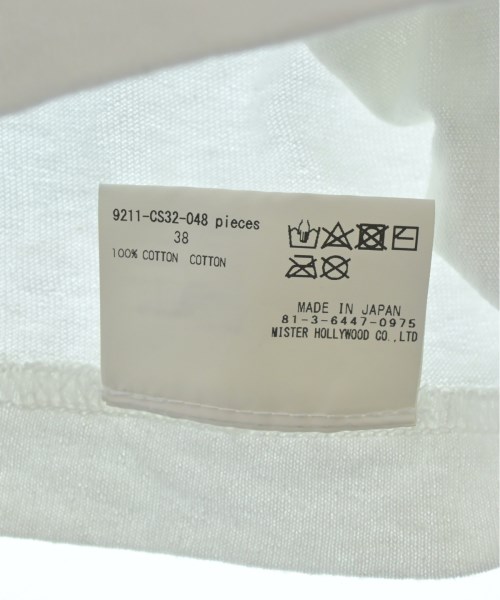 9211-CS32-048 pieces
38
100% COTTON COTTON
MADE IN JAPAN
81-3-6447-0975
MISTER HOLLYWOOD CO.,LTD